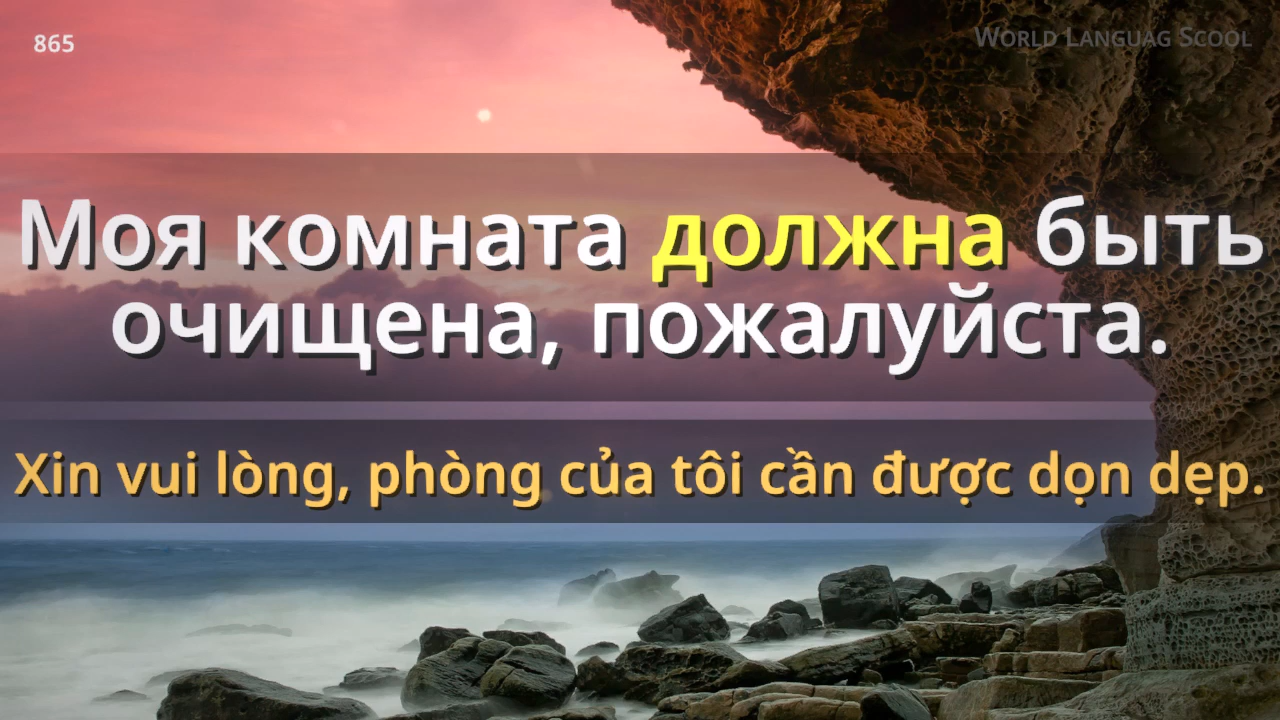 865
World Languag Scool
Моя комната должна быть
очищена, пожалуйста.
Xin vui lòng, phòng của tôi cần được dọn dẹp.